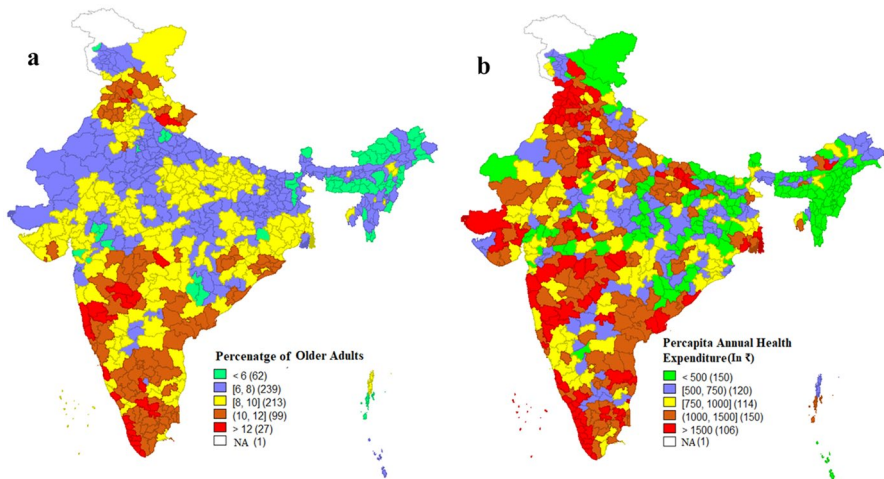 a
b
Percenatge of Older Adults
< 6 (62)
[6, 8) (239)
[8, 10] (213)
(10, 12] (99)
> 12 (27)
NA (1)
Percapita Annual Health
Expenditure(In ₹)
< 500 (150)
[500, 750) (120)
[750, 1000] (114)
(1000, 1500] (150)
> 1500 (106)
NA(1)